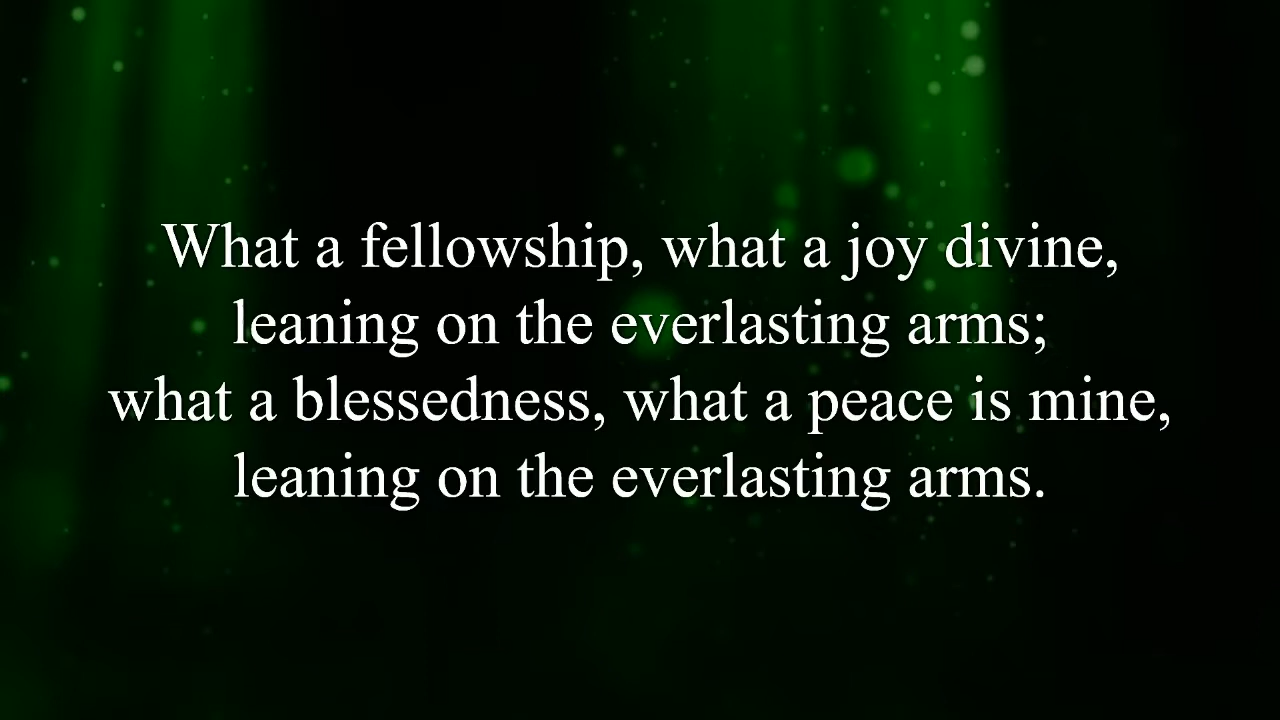 What a fellowship, what a joy divine,
leaning on the everlasting arms;
what a blessedness, what a peace is mine,
leaning on the everlasting arms.